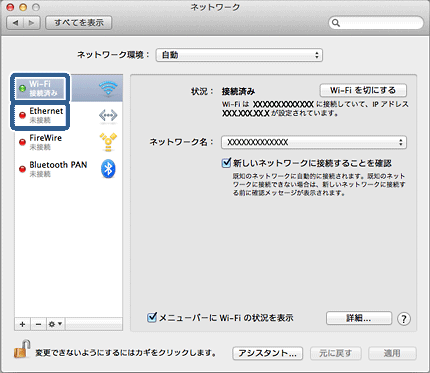 ネットワーク
すべてを表示
ネットワーク環境： 自動
Wi-Fi
接続済み
Ethernet
未接続
FireWire
未接続
Bluetooth PAN
未接続
状況： 接続済み
Wi-Fi を切にする
Wi-Fi は XXXXXXXXXXXXX に接続していて、IP アドレス
XXX.XXX.XX.X が設定されています。
ネットワーク名： XXXXXXXXXXXXX
新しいネットワークに接続することを確認
既知のネットワークに自動的に接続されます。既知のネット
ワークに接続できない場合は、新しいネットワークに接続す
る前に確認メッセージが表示されます。
メニューバーに Wi-Fi の状況を表示
詳細...
?
変更できないようにするにはカギをクリックします。
アシスタント...
元に戻す
適用